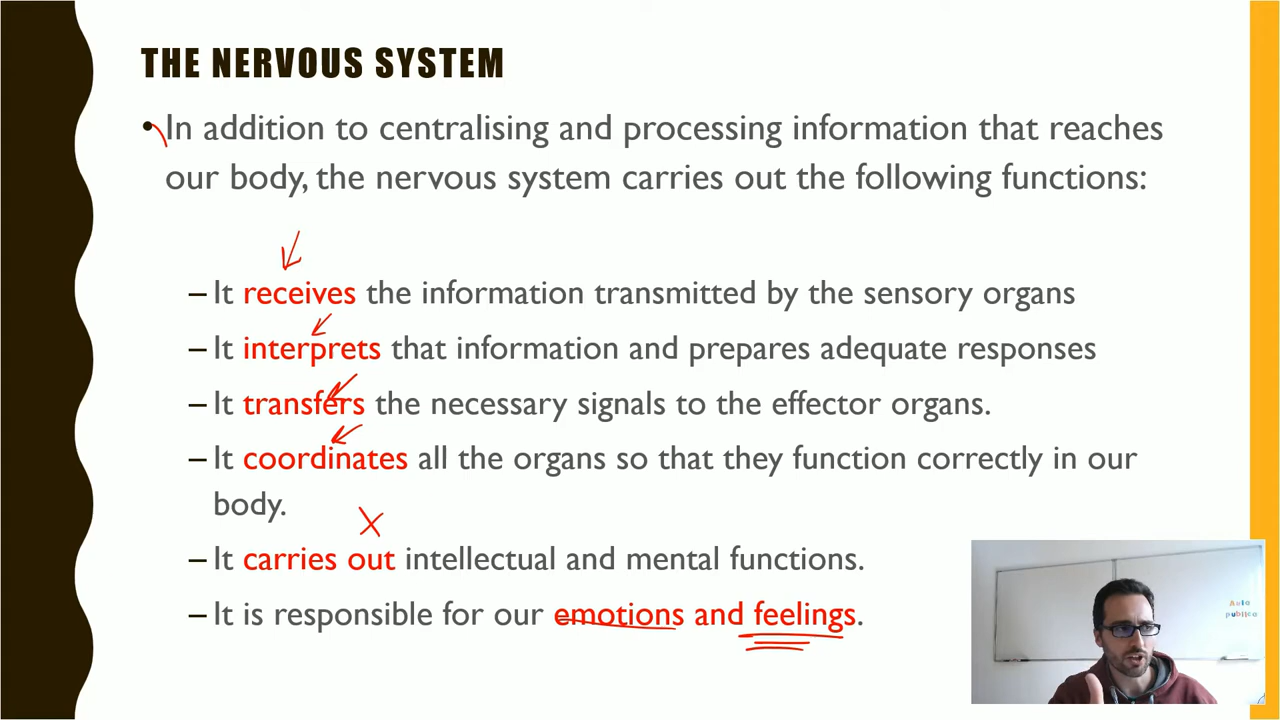 THE NERVOUS SYSTEM
• In addition to centralising and processing information that reaches
our body, the nervous system carries out the following functions:
– It receives the information transmitted by the sensory organs
– It interprets that information and prepares adequate responses
– It transfers the necessary signals to the effector organs.
– It coordinates all the organs so that they function correctly in our
body.
– It carries out intellectual and mental functions.
– It is responsible for our emotions and feelings.
Aula
publica